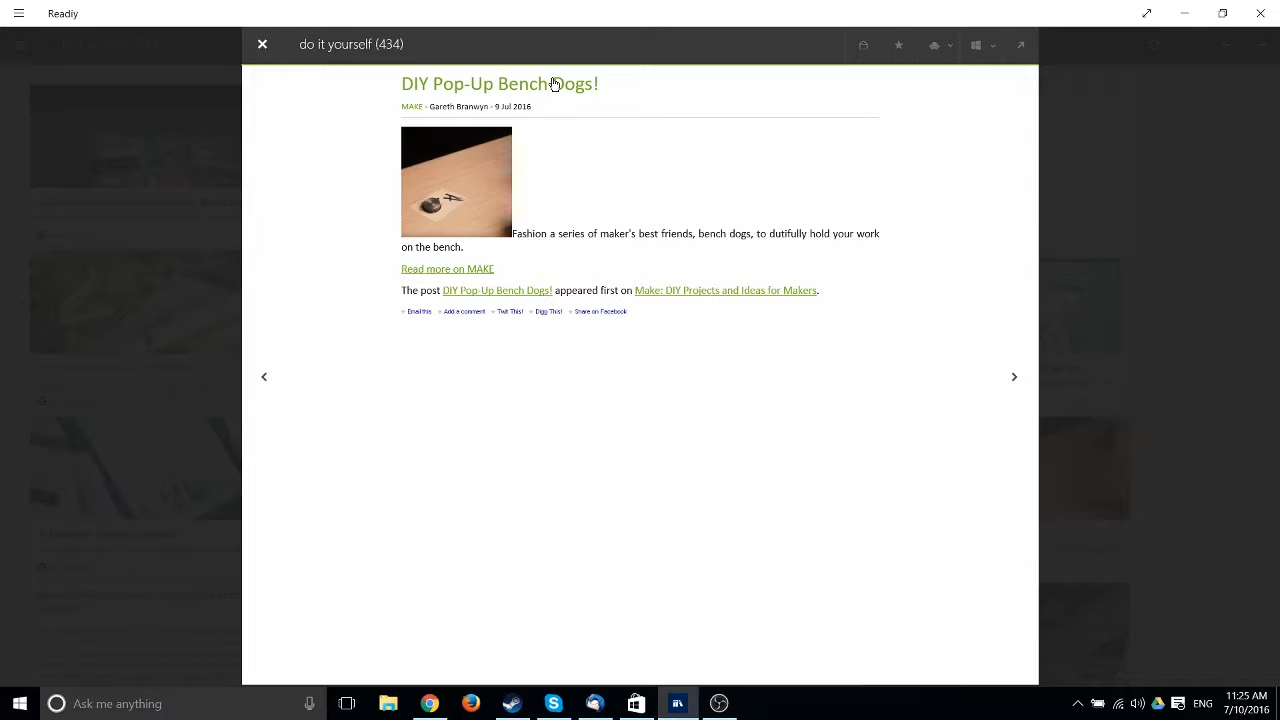 Readiy
do it yourself (434)
DIY Pop-Up Bench Dogs!
MAKE - Gareth Branwyn - 9 Jul 2016
Fashion a series of maker's best friends, bench dogs, to dutifully hold your work
on the bench.
Read more on MAKE
The post DIY Pop-Up Bench Dogs! appeared first on Make: DIY Projects and Ideas for Makers.
Email this Add a comment Twit This! Digg This! Share on Facebook
Ask me anything
11:25 AM
7/10/2016